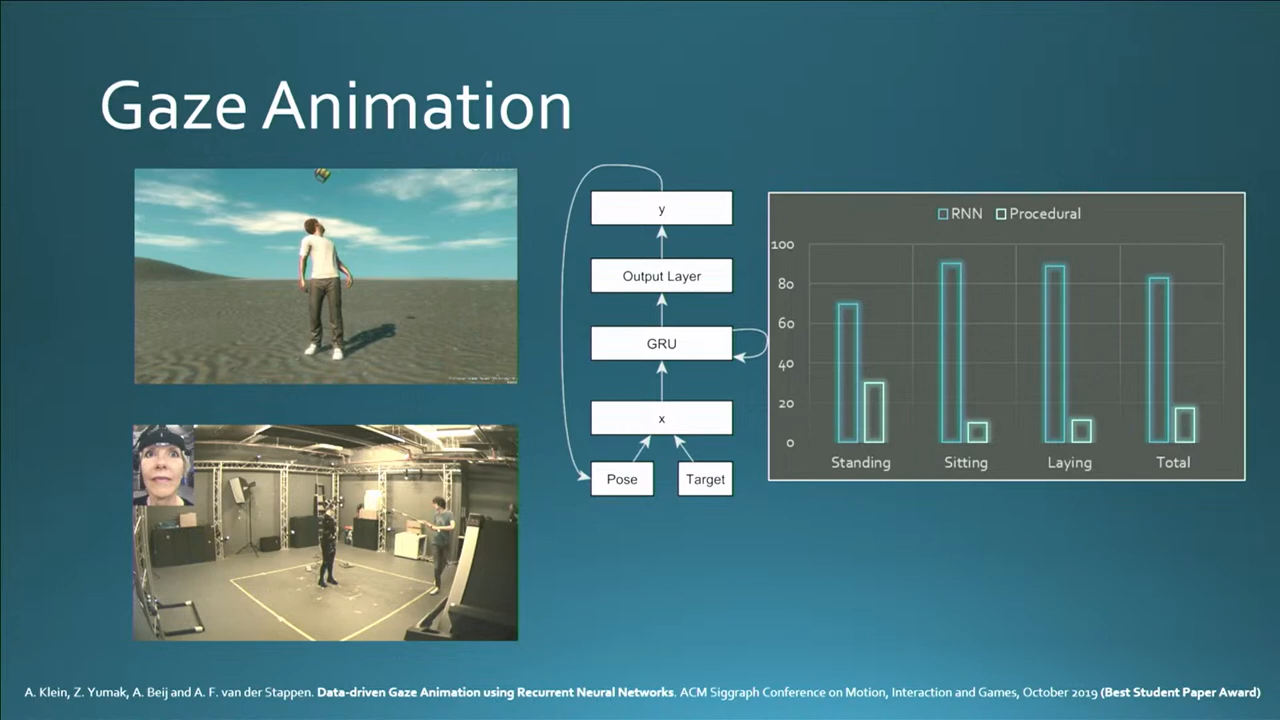 Gaze Animation
y
Output Layer
GRU
x
Pose
Target
RNN
Procedural
100
80
60
40
20
0
Standing
Sitting
Laying
Total
A. Klein, Z. Yumak, A. Beij and A. F. van der Stappen. Data-driven Gaze Animation using Recurrent Neural Networks. ACM Siggraph Conference on Motion, Interaction and Games, October 2019 (Best Student Paper Award)